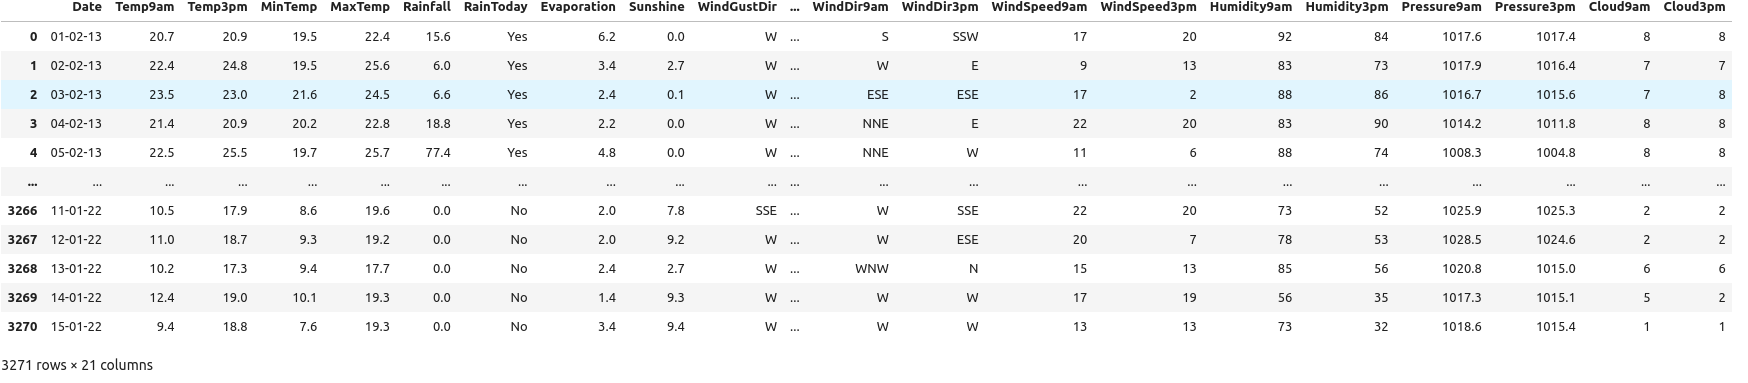 Date Temp9am Temp3pm MinTemp MaxTemp Rainfall RainToday Evaporation Sunshine WindGustDir ... WindDir9am WindDir3pm WindSpeed9am WindSpeed3pm Humidity9am Humidity3pm Pressure9am Pressure3pm Cloud9am Cloud3pm
0 01-02-13 20.7 20.9 19.5 22.4 15.6 Yes 6.2 0.0 W ... S SSW 17 20 92 84 1017.6 1017.4 8 8
1 02-02-13 22.4 24.8 19.5 25.6 6.0 Yes 3.4 2.7 W ... W E 9 13 83 73 1017.9 1016.4 7 7
2 03-02-13 23.5 23.0 21.6 24.5 6.6 Yes 2.4 0.1 W ... ESE ESE 17 2 88 86 1016.7 1015.6 7 8
3 04-02-13 21.4 20.9 20.2 22.8 18.8 Yes 2.2 0.0 W ... NNE E 22 20 83 90 1014.2 1011.8 8 8
4 05-02-13 22.5 25.5 19.7 25.7 77.4 Yes 4.8 0.0 W ... NNE W 11 6 88 74 1008.3 1004.8 8 8
... ... ... ... ... ... ... ... ... ... ... ... ... ... ... ... ... ... ... ... ... ...
3266 11-01-22 10.5 17.9 8.6 19.6 0.0 No 2.0 7.8 SSE ... W SSE 22 20 73 52 1025.9 1025.3 2 2
3267 12-01-22 11.0 18.7 9.3 19.2 0.0 No 2.0 9.2 W ... W ESE 20 7 78 53 1028.5 1024.6 2 2
3268 13-01-22 10.2 17.3 9.4 17.7 0.0 No 2.4 2.7 W ... WNW N 15 13 85 56 1020.8 1015.0 6 6
3269 14-01-22 12.4 19.0 10.1 19.3 0.0 No 1.4 9.3 W ... W W 17 19 56 35 1017.3 1015.1 5 2
3270 15-01-22 9.4 18.8 7.6 19.3 0.0 No 3.4 9.4 W ... W W 13 13 73 32 1018.6 1015.4 1 1
3271 rows × 21 columns